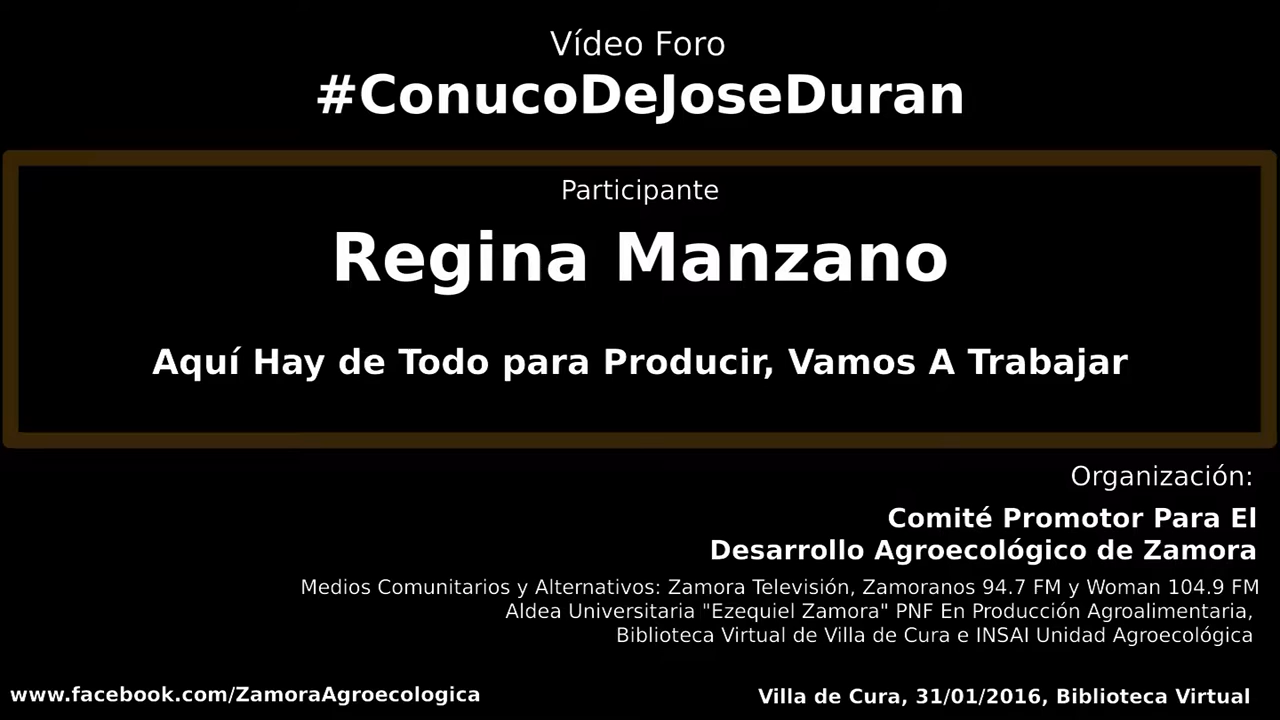 Vídeo Foro
#ConucoDeJoseDuran
Participante
Regina Manzano
Aquí Hay de Todo para Producir, Vamos A Trabajar
Organización:
Comité Promotor Para El
Desarrollo Agroecológico de Zamora
Medios Comunitarios y Alternativos: Zamora Televisión, Zamoranos 94.7 FM y Woman 104.9 FM
Aldea Universitaria "Ezequiel Zamora" PNF En Producción Agroalimentaria,
Biblioteca Virtual de Villa de Cura e INSAI Unidad Agroecológica
www.facebook.com/ZamoraAgroecologica
Villa de Cura, 31/01/2016, Biblioteca Virtual